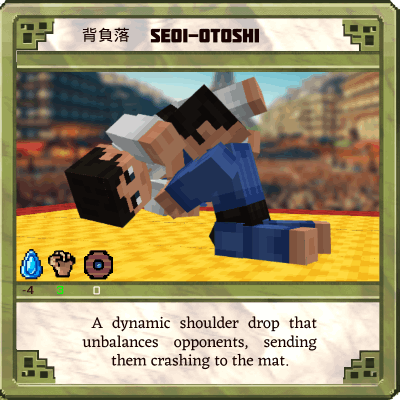 背負落 SEOI-OTOSHI
-4 3 0
A dynamic shoulder drop that
unbalances opponents, sending
them crashing to the mat.